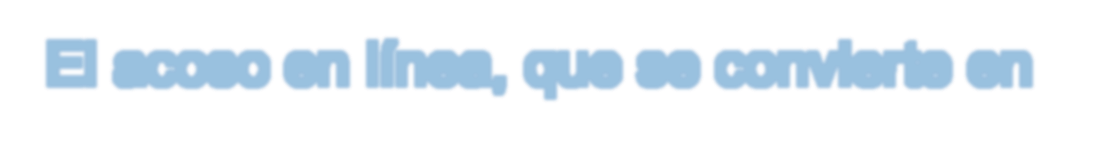 El acoso en línea, que se convierte en